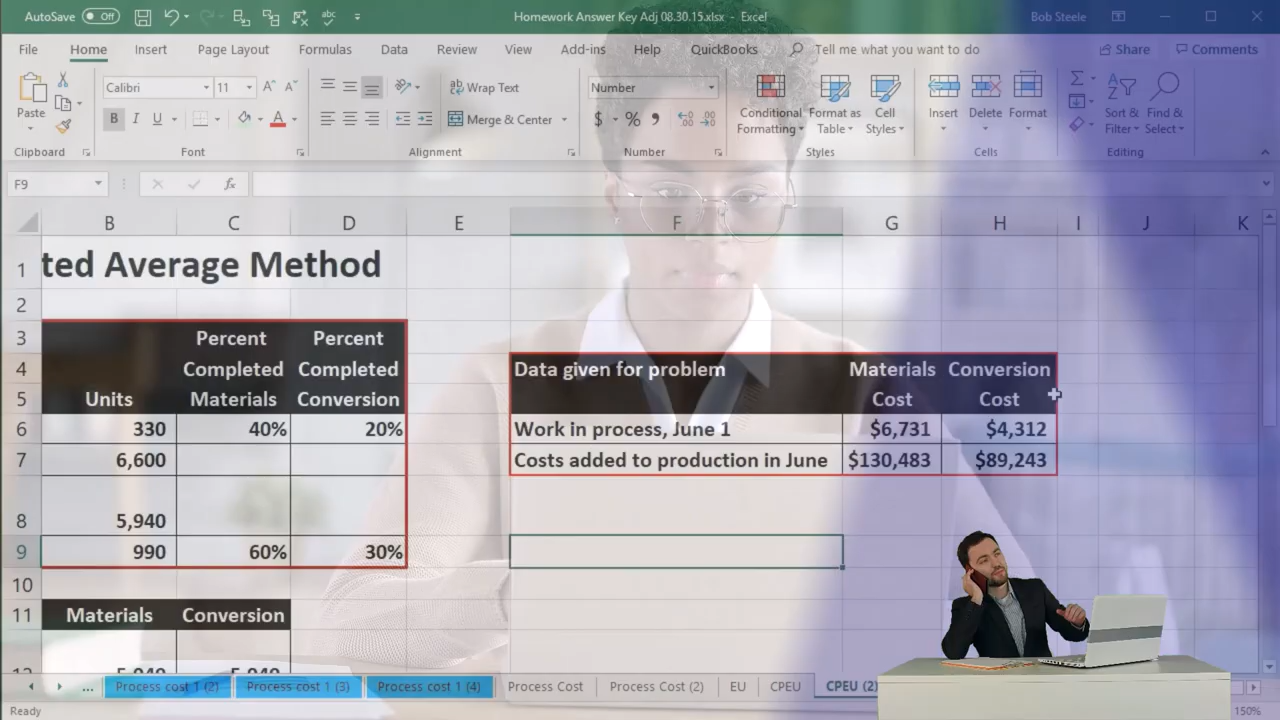 AutoSave Off Homework Answer Key Adj 08.30.15.xlsx - Excel Bob Steele
File Home Insert Page Layout Formulas Data Review View Add-ins Help QuickBooks Tell me what you want to do Share Comments
Paste Calibri 11 Wrap Text Number Conditional Formatting Format as Table Cell Styles Insert Delete Format Sort & Filter Find & Select
B I U A Merge & Center $ % ,
Clipboard Font Alignment Number Styles Cells Editing
F9 fx
B C D E F G H I J K
1 ted Average Method
2
3 Percent Percent
4 Completed Completed Data given for problem Materials Conversion
5 Units Materials Conversion Cost Cost
6 330 40% 20% Work in process, June 1 $6,731 $4,312
7 6,600 Costs added to production in June $130,483 $89,243
8 5,940
9 990 60% 30%
10
11 Materials Conversion
... Process cost 1 (2) Process cost 1 (3) Process cost 1 (4) Process Cost Process Cost (2) EU CPEU CPEU (2)
Ready 150%